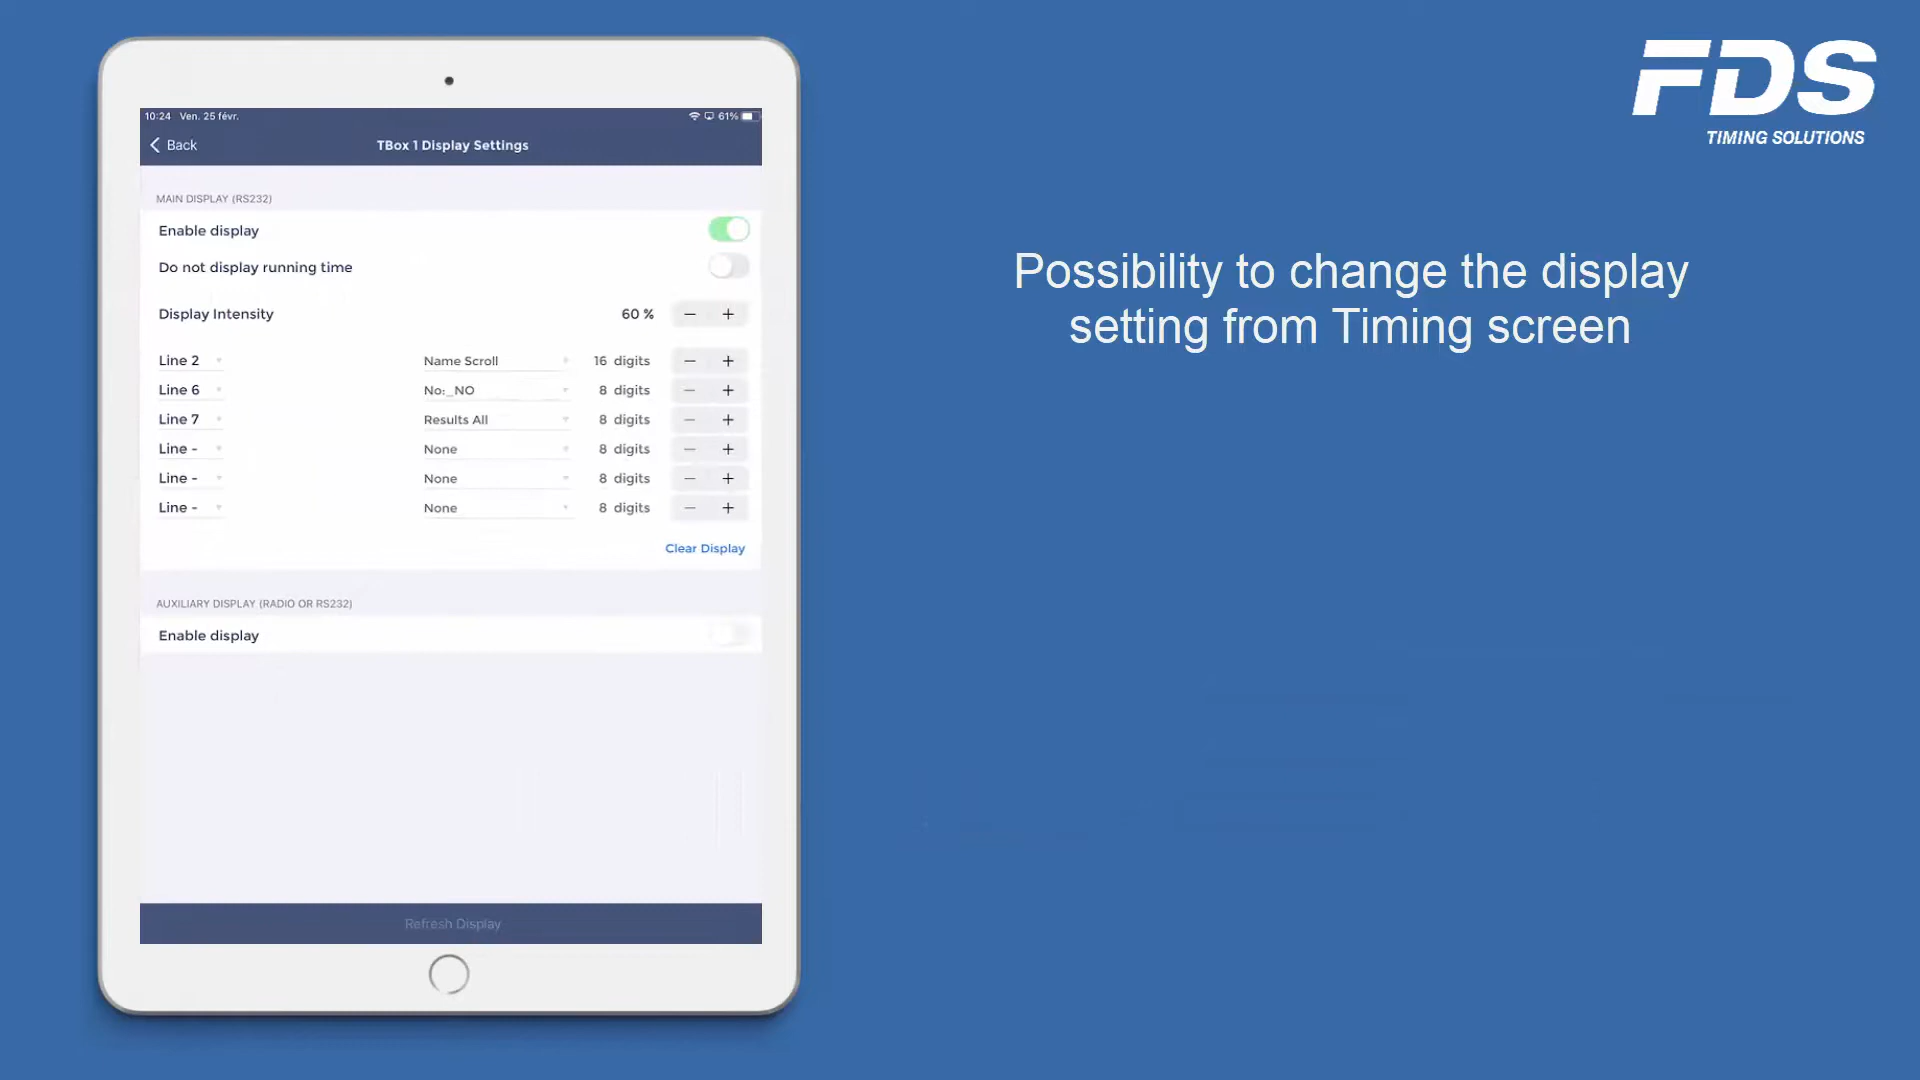 FDS
TIMING SOLUTIONS
10:24 Ven. 25 févr. 61%
Back TBox 1 Display Settings
MAIN DISPLAY (RS232)
Enable display
Do not display running time
Display Intensity 60 % − +
Line 2 Name Scroll 16 digits − +
Line 6 No:_NO 8 digits − +
Line 7 Results All 8 digits − +
Line - None 8 digits − +
Line - None 8 digits − +
Line - None 8 digits − +
Clear Display
AUXILIARY DISPLAY (RADIO OR RS232)
Enable display
Refresh Display
Possibility to change the display
setting from Timing screen